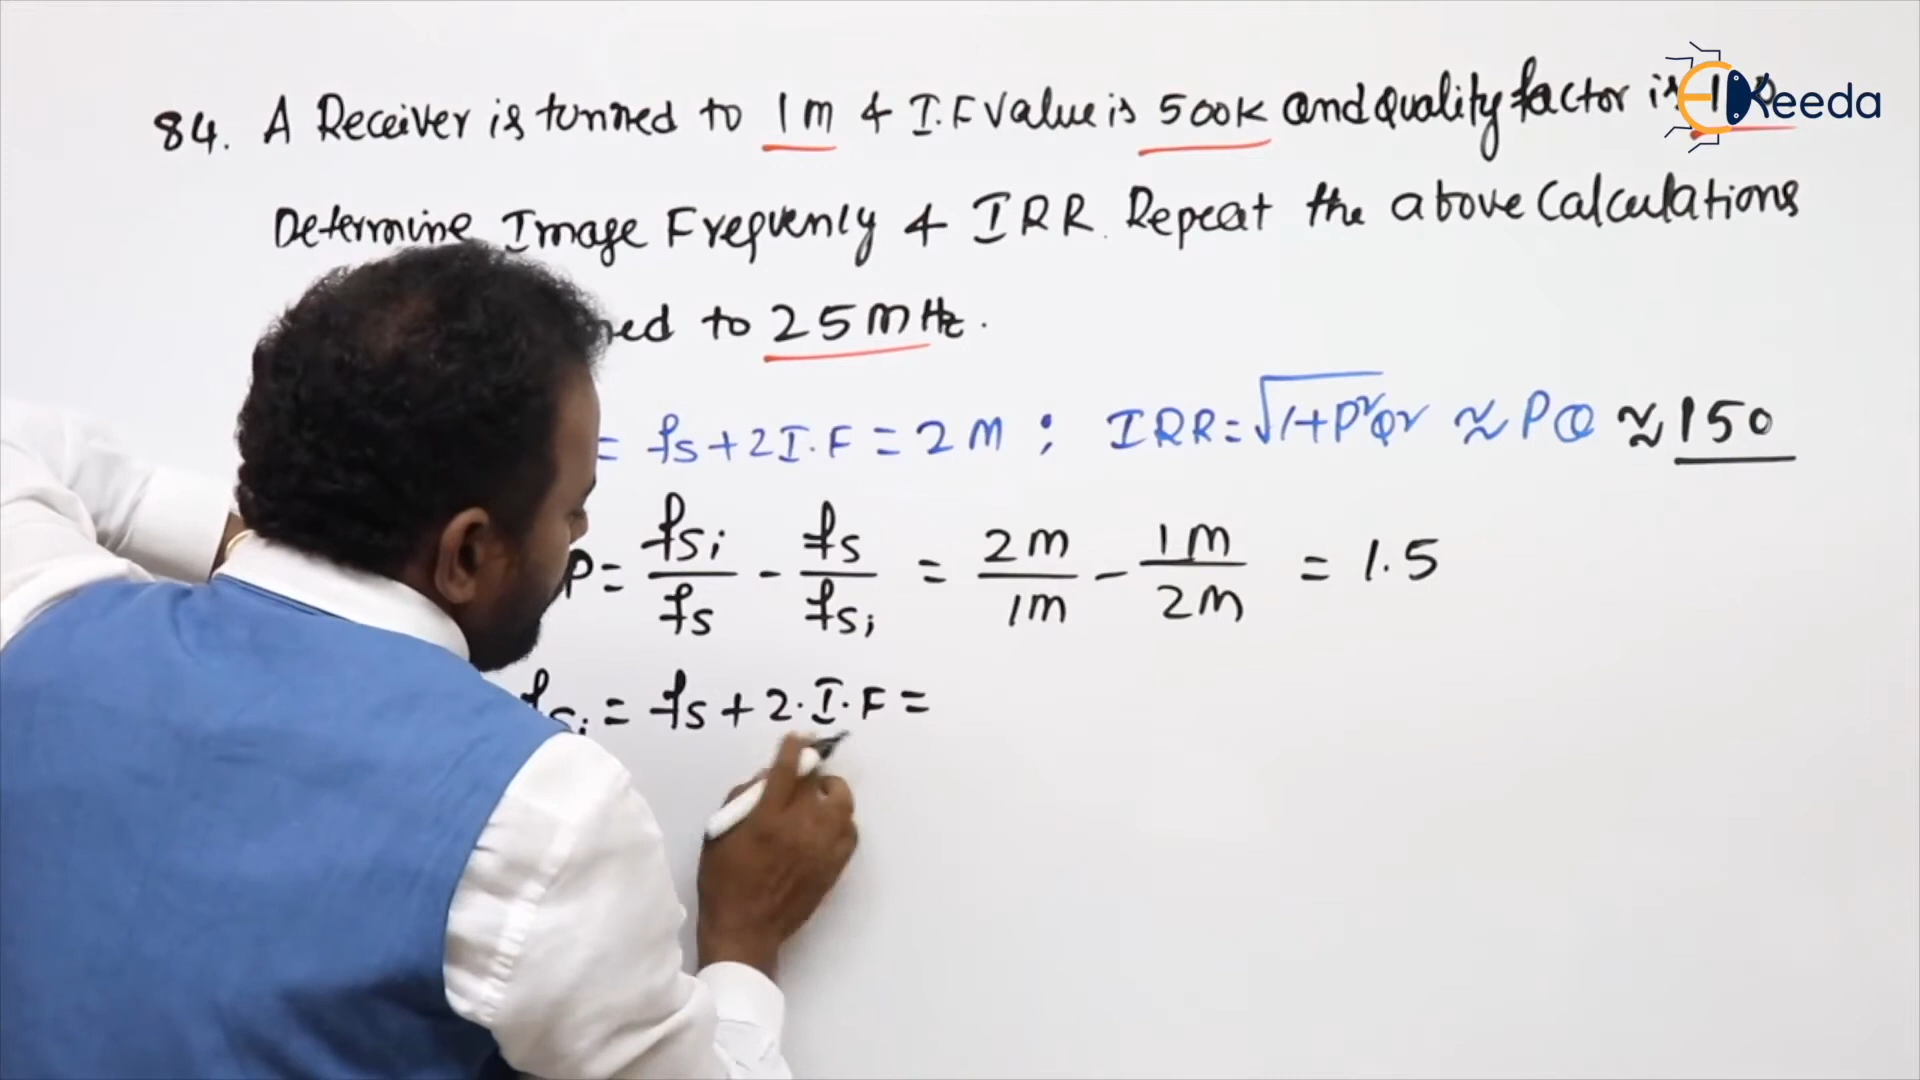 84. A Receiver is tunned to 1m & I.F Value is 500K and quality factor is
Keeda
Determine Image Frequenly & IRR. Repeat the above Calculations
to 25mHz.
= fs+2I.F = 2M ; IRR = √1+P²Q² ≈ PQ ≈ 150
P = fsi/fs - fs/fsi = 2m/1m - 1m/2m = 1.5
fsi = fs + 2.I.F =